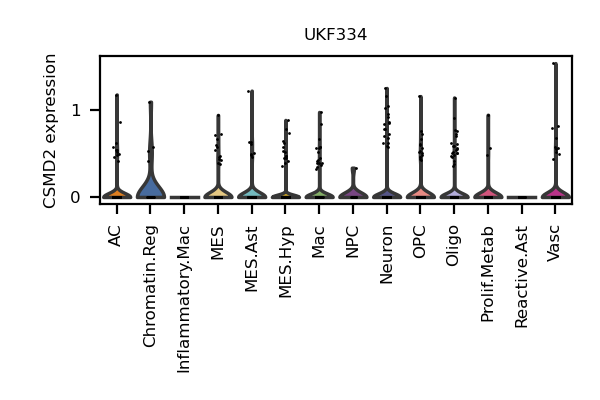 UKF334
CSMD2 expression
1
0
AC
Chromatin.Reg
Inflammatory.Mac
MES
MES.Ast
MES.Hyp
Mac
NPC
Neuron
OPC
Oligo
Prolif.Metab
Reactive.Ast
Vasc